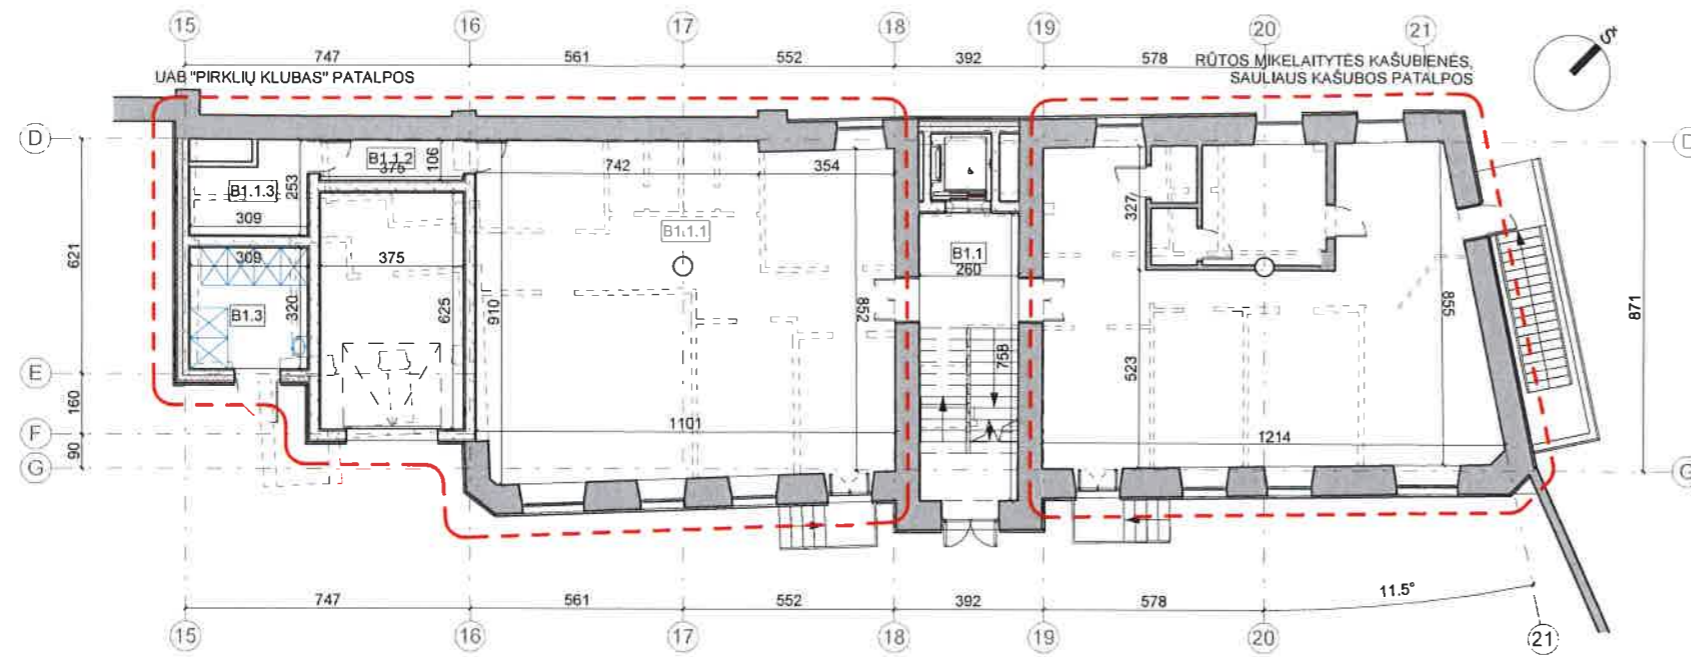 15 16 17 18 19 20 21
747 561 552 392 578
UAB "PIRKLIŲ KLUBAS" PATALPOS
RŪTOS MIKELAITYTĖS KAŠUBIENĖS,
SAULIAUS KAŠUBOS PATALPOS
Š
D D
B1.1.2
375
106
742 354
B1.1.3
253
309
327
B1.1.1
B1.1
260
621
309 375
871
B1.3
320
625
910
852
855
758
523
E
160
F
1101
1214
90
G G
747 561 552 392 578 11.5°
15 16 17 18 19 20 21